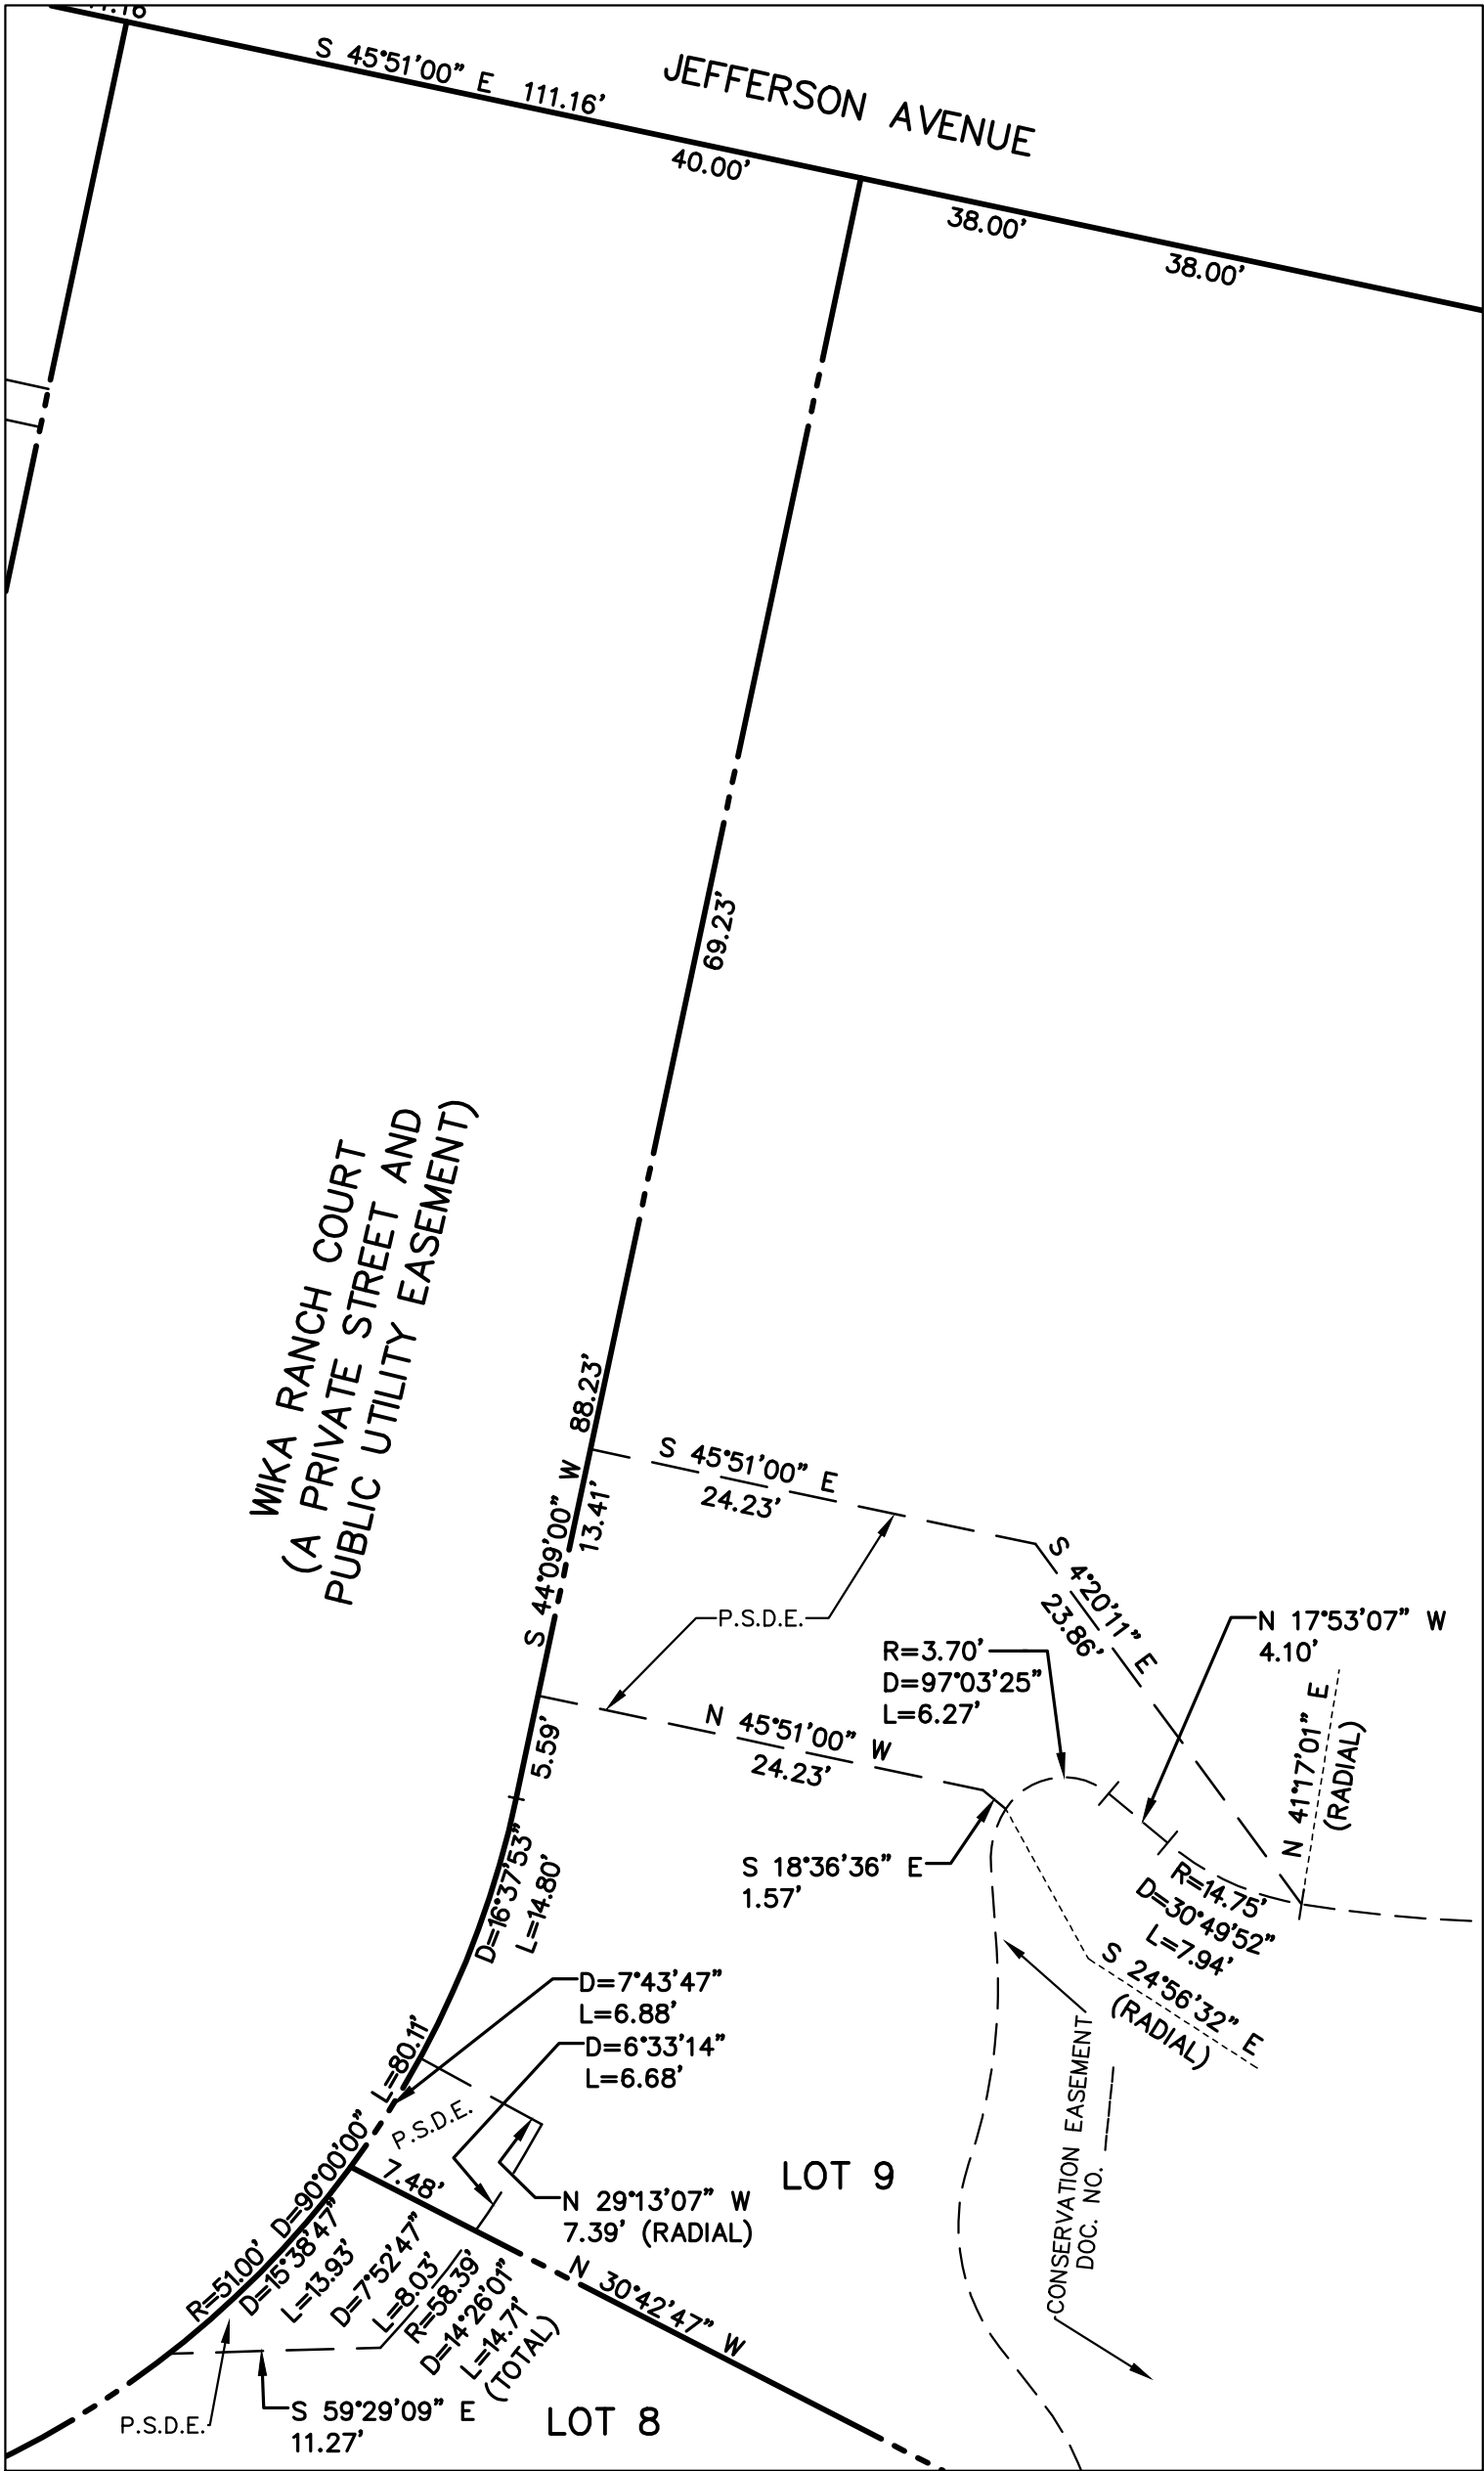 S 45°51'00" E 111.16'
JEFFERSON AVENUE
40.00'
38.00'
38.00'
69.23'
WIKA RANCH COURT
(A PRIVATE STREET AND
PUBLIC UTILITY EASEMENT)
S 44°09'00" W 88.23'
13.41'
S 45°51'00" E
24.23'
P.S.D.E.
S 4°20'11" E
23.86'
N 17°53'07" W
4.10'
R=3.70'
D=97°03'25"
L=6.27'
N 41°17'01" E
(RADIAL)
N 45°51'00" W
24.23'
5.59'
S 18°36'36" E
1.57'
R=14.75'
D=30°49'52"
L=7.94'
S 24°56'32" E
(RADIAL)
D=16°37'53"
L=14.80'
D=7°43'47"
L=6.88'
D=6°33'14"
L=6.68'
P.S.D.E.
7.48'
N 29°13'07" W
7.39' (RADIAL)
LOT 9
CONSERVATION EASEMENT
DOC. NO.
R=51.00' D=90°00'00" L=80.11'
D=15°38'47"
L=13.93'
D=7°52'47"
L=8.03'
R=58.39'
D=14°26'01"
L=14.71'
(TOTAL)
N 30°42'47" W
P.S.D.E.
S 59°29'09" E
11.27'
LOT 8